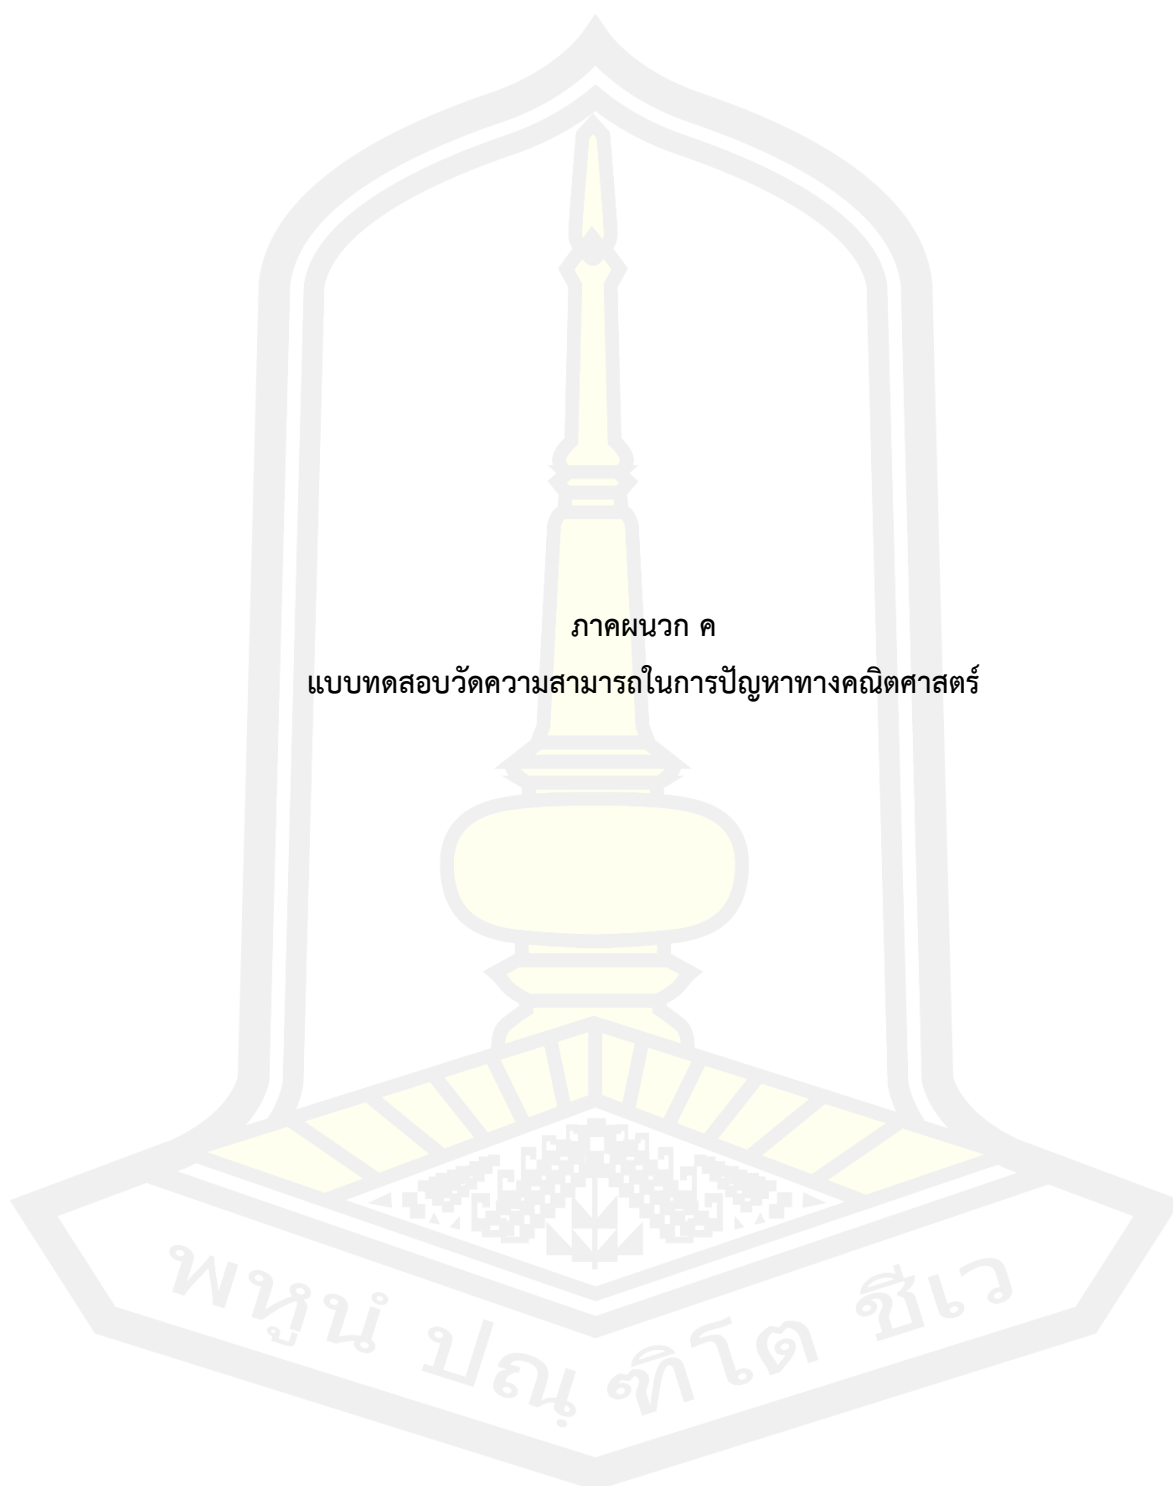 ภาคผนวก ค
แบบทดสอบวัดความสามารถในการปัญหาทางคณิตศาสตร์
พหูนํ ปณฺฑิโต ชีเว